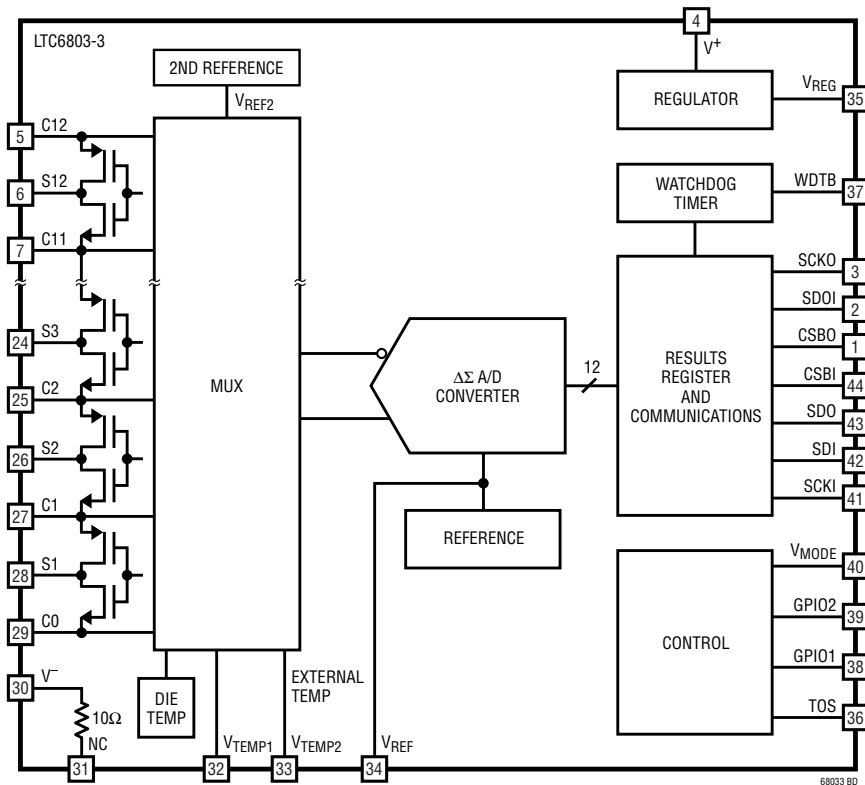 LTC6803-3
2ND REFERENCE
VREF2
4
V+
REGULATOR
VREG
35
WATCHDOG
TIMER
WDTB
37
5
C12
6
S12
7
C11
24
S3
25
C2
26
S2
27
C1
28
S1
29
C0
30
V−
10Ω
NC
31
MUX
ΔΣ A/D
CONVERTER
12
REFERENCE
RESULTS
REGISTER
AND
COMMUNICATIONS
SCKO
3
SDOI
2
CSBO
1
CSBI
44
SDO
43
SDI
42
SCKI
41
CONTROL
VMODE
40
GPIO2
39
GPIO1
38
TOS
36
DIE
TEMP
EXTERNAL
TEMP
VTEMP1
32
VTEMP2
33
VREF
34
68033 BD